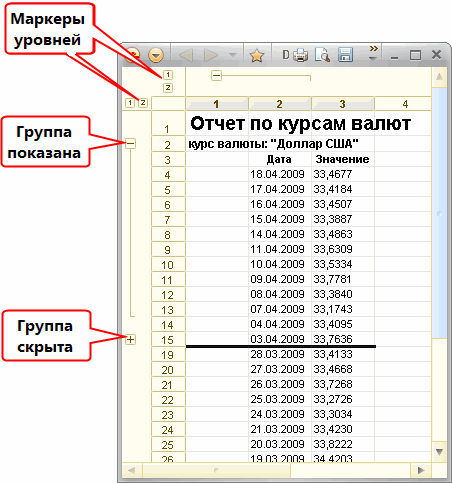 Маркеры
уровней
D
»
1
2
1 2
1 2 3 4
1 Отчет по курсам валют
Группа
показана
2 курс валюты: "Доллар США"
3 Дата Значение
4 18.04.2009 33,4677
5 17.04.2009 33,4184
6 16.04.2009 33,4507
7 15.04.2009 33,3887
8 14.04.2009 33,4863
9 11.04.2009 33,6309
10 10.04.2009 33,5334
11 09.04.2009 33,7781
12 08.04.2009 33,3840
13 07.04.2009 33,1743
Группа
скрыта
14 04.04.2009 33,4095
15 03.04.2009 33,7636
19 28.03.2009 33,4133
20 27.03.2009 33,4668
21 26.03.2009 33,7268
22 25.03.2009 33,2726
23 24.03.2009 33,3034
24 21.03.2009 33,4230
25 20.03.2009 33,8222
26 19.03.2009 34,4203